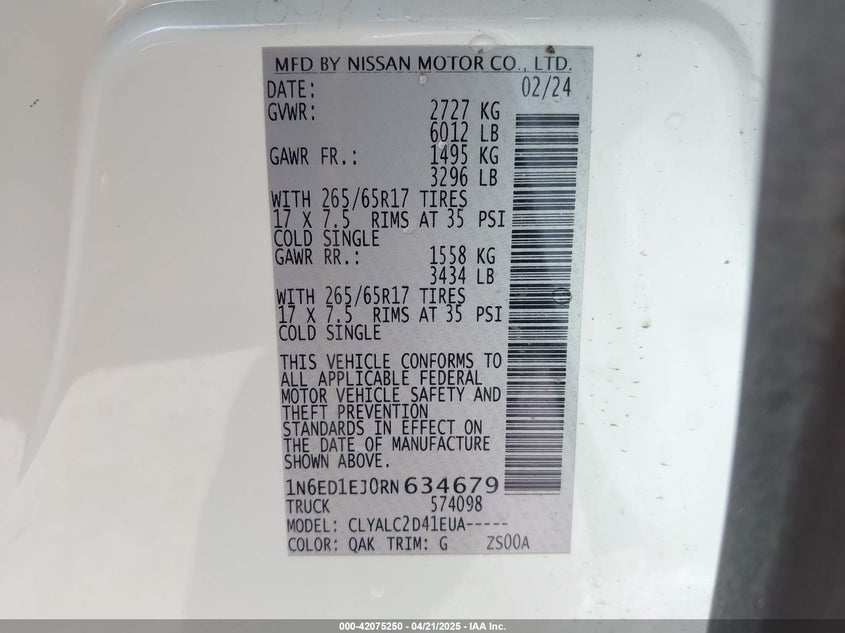 MFD BY NISSAN MOTOR CO., LTD.
DATE: 02/24
GVWR: 2727 KG
6012 LB
GAWR FR.: 1495 KG
3296 LB
WITH 265/65R17 TIRES
17 X 7.5 RIMS AT 35 PSI
COLD SINGLE
GAWR RR.: 1558 KG
3434 LB
WITH 265/65R17 TIRES
17 X 7.5 RIMS AT 35 PSI
COLD SINGLE
THIS VEHICLE CONFORMS TO
ALL APPLICABLE FEDERAL
MOTOR VEHICLE SAFETY AND
THEFT PREVENTION
STANDARDS IN EFFECT ON
THE DATE OF MANUFACTURE
SHOWN ABOVE.
1N6ED1EJ0RN634679
TRUCK 574098
MODEL: CLYALC2D41EUA-----
COLOR: QAK TRIM: G ZS00A
000-42075250 - 04/21/2025 - IAA Inc.